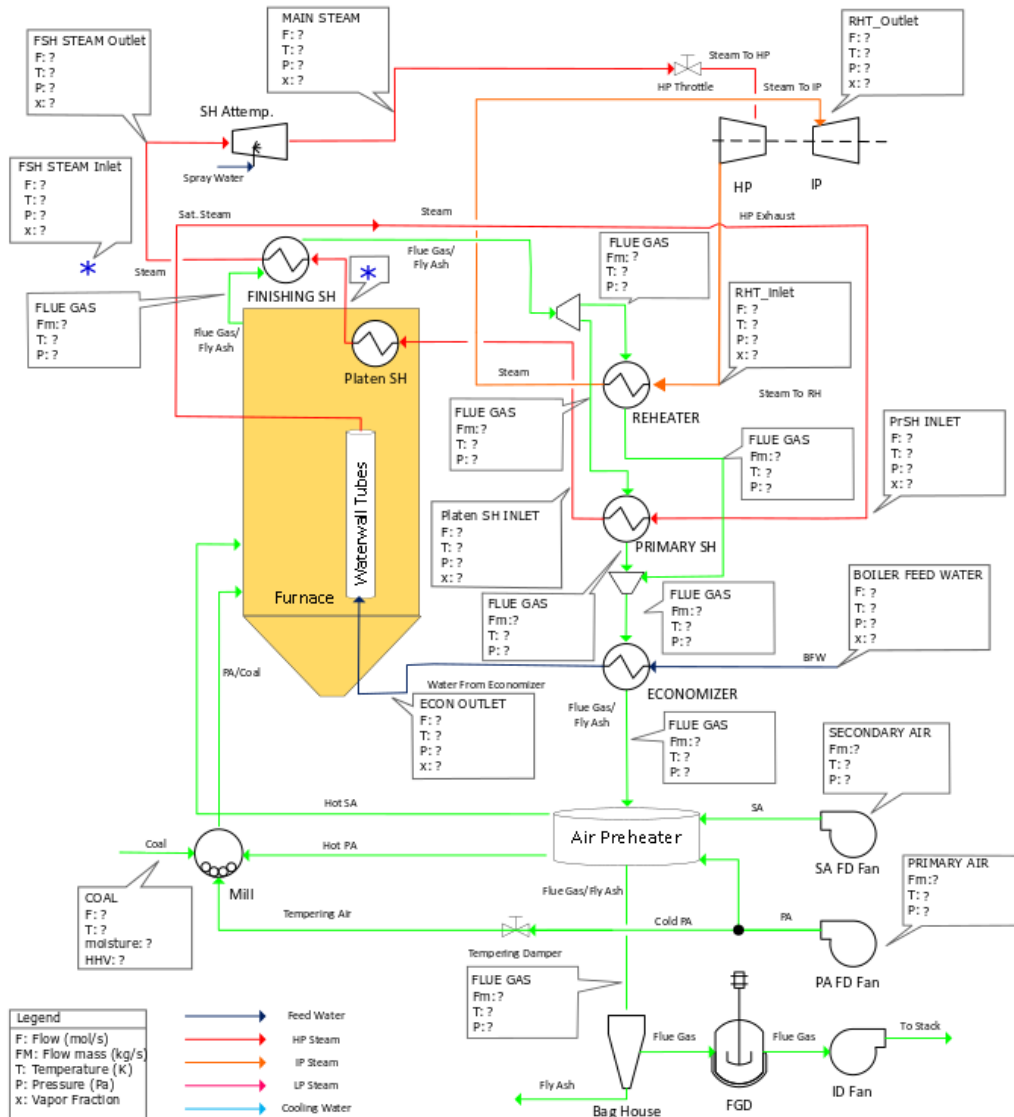 FSH STEAM Outlet
F: ?
T: ?
P: ?
x: ?
MAIN STEAM
F: ?
T: ?
P: ?
x: ?
RHT_Outlet
F: ?
T: ?
P: ?
x: ?
Steam To HP
HP Throttle
Steam To IP
SH Attemp.
Spray Water
HP
IP
FSH STEAM Inlet
F: ?
T: ?
P: ?
x: ?
*
Sat. Steam
Steam
HP Exhaust
Steam
Flue Gas/
Fly Ash
FLUE GAS
Fm: ?
T: ?
P: ?
FINISHING SH
*
FLUE GAS
Fm:?
T: ?
P: ?
Flue Gas/
Fly Ash
RHT_Inlet
F: ?
T: ?
P: ?
x: ?
Platen SH
Steam
Steam To RH
REHEATER
FLUE GAS
Fm:?
T: ?
P: ?
FLUE GAS
Fm:?
T: ?
P: ?
PrSH INLET
F: ?
T: ?
P: ?
x: ?
Waterwall Tubes
Platen SH INLET
F: ?
T: ?
P: ?
x: ?
PRIMARY SH
FLUE GAS
Fm:?
T: ?
P: ?
FLUE GAS
Fm: ?
T: ?
P: ?
BOILER FEED WATER
F: ?
T: ?
P: ?
x: ?
Furnace
BFW
PA/Coal
Water From Economizer
ECONOMIZER
ECON OUTLET
F: ?
T: ?
P: ?
x: ?
Flue Gas/
Fly Ash
FLUE GAS
Fm:?
T: ?
P: ?
SECONDARY AIR
Fm:?
T: ?
P: ?
Hot SA
SA
Air Preheater
SA FD Fan
Coal
Hot PA
Mill
PRIMARY AIR
Fm:?
T: ?
P: ?
COAL
F: ?
T: ?
moisture: ?
HHV: ?
Flue Gas/Fly Ash
Tempering Air
Cold PA
PA
Tempering Damper
PA FD Fan
FLUE GAS
Fm:?
T: ?
P: ?
Legend
F: Flow (mol/s)
FM: Flow mass (kg/s)
T: Temperature (K)
P: Pressure (Pa)
x: Vapor Fraction
Feed Water
HP Steam
IP Steam
LP Steam
Cooling Water
Flue Gas
Flue Gas
To Stack
Fly Ash
Bag House
FGD
ID Fan